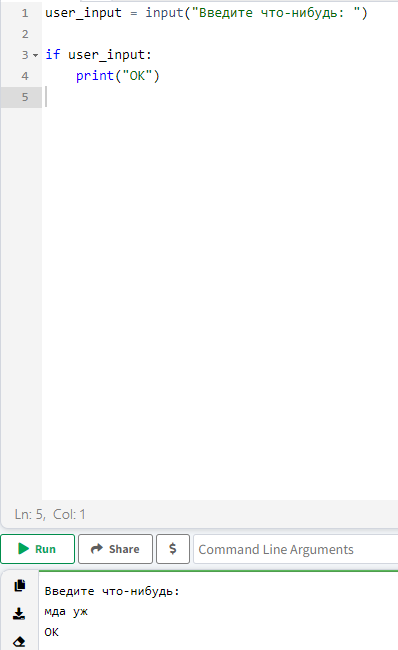 1 user_input = input("Введите что-нибудь: ")
2
3 if user_input:
4     print("OK")
5
Ln: 5, Col: 1
Run Share $ Command Line Arguments
Введите что-нибудь:
мда уж
OK